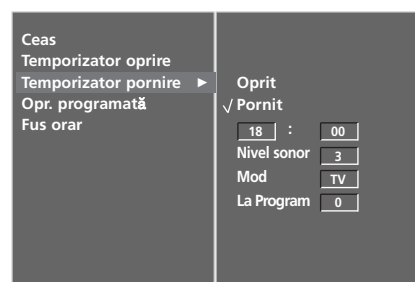 Ceas
Temporizator oprire
Temporizator pornire ►
Opr. programată
Fus orar
Oprit
√ Pornit
18 : 00
Nivel sonor 3
Mod TV
La Program 0